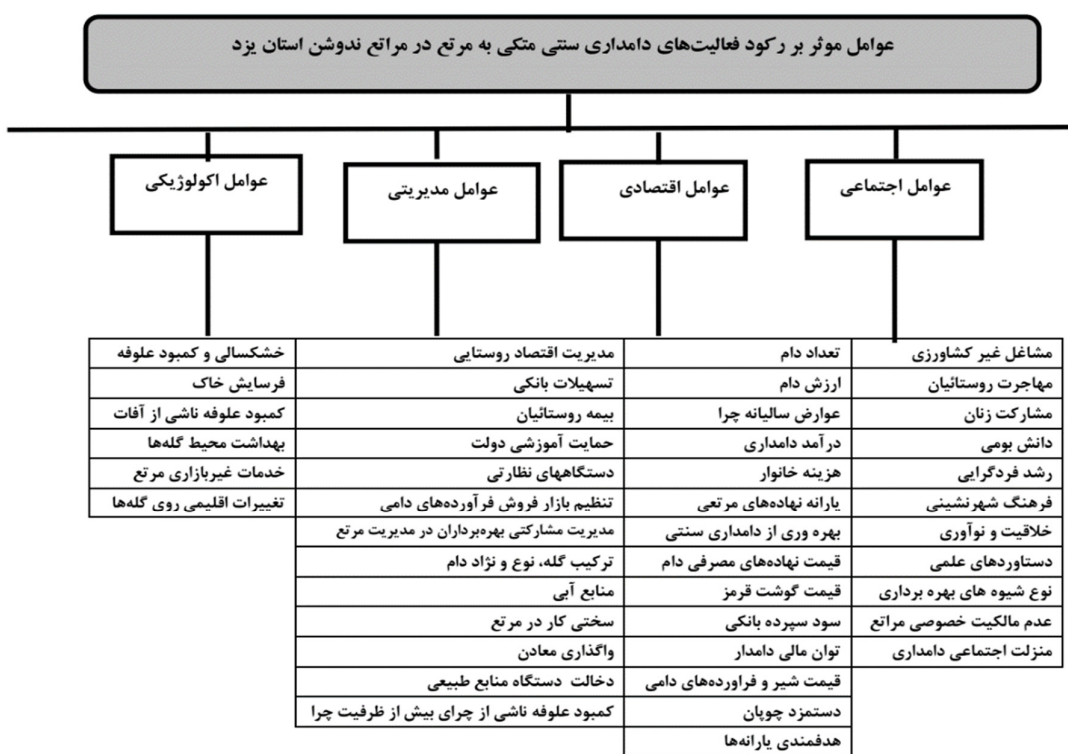 عوامل موثر بر رکود فعالیت‌های دامداری سنتی متکی به مرتع در مراتع ندوشن استان یزد
عوامل اجتماعی
عوامل اقتصادی
عوامل مدیریتی
عوامل اکولوژیکی
مشاغل غیر کشاورزی
مهاجرت روستائیان
مشارکت زنان
دانش بومی
رشد فردگرایی
فرهنگ شهرنشینی
خلاقیت و نوآوری
دستاوردهای علمی
نوع شیوه های بهره برداری
عدم مالکیت خصوصی مراتع
منزلت اجتماعی دامداری
تعداد دام
ارزش دام
عوارض سالیانه چرا
درآمد دامداری
هزینه خانوار
یارانه نهاده‌های مرتعی
بهره وری از دامداری سنتی
قیمت نهاده‌های مصرفی دام
قیمت گوشت قرمز
سود سپرده بانکی
توان مالی دامدار
قیمت شیر و فراورده‌های دامی
دستمزد چوپان
هدفمندی یارانه‌ها
مدیریت اقتصاد روستایی
تسهیلات بانکی
بیمه روستائیان
حمایت آموزشی دولت
دستگاههای نظارتی
تنظیم بازار فروش فرآورده‌های دامی
مدیریت مشارکتی بهره‌برداران در مدیریت مرتع
ترکیب گله، نوع و نژاد دام
منابع آبی
سختی کار در مرتع
واگذاری معادن
دخالت دستگاه منابع طبیعی
کمبود علوفه ناشی از چرای بیش از ظرفیت چرا
خشکسالی و کمبود علوفه
فرسایش خاک
کمبود علوفه ناشی از آفات
بهداشت محیط گله‌ها
خدمات غیربازاری مرتع
تغییرات اقلیمی روی گله‌ها